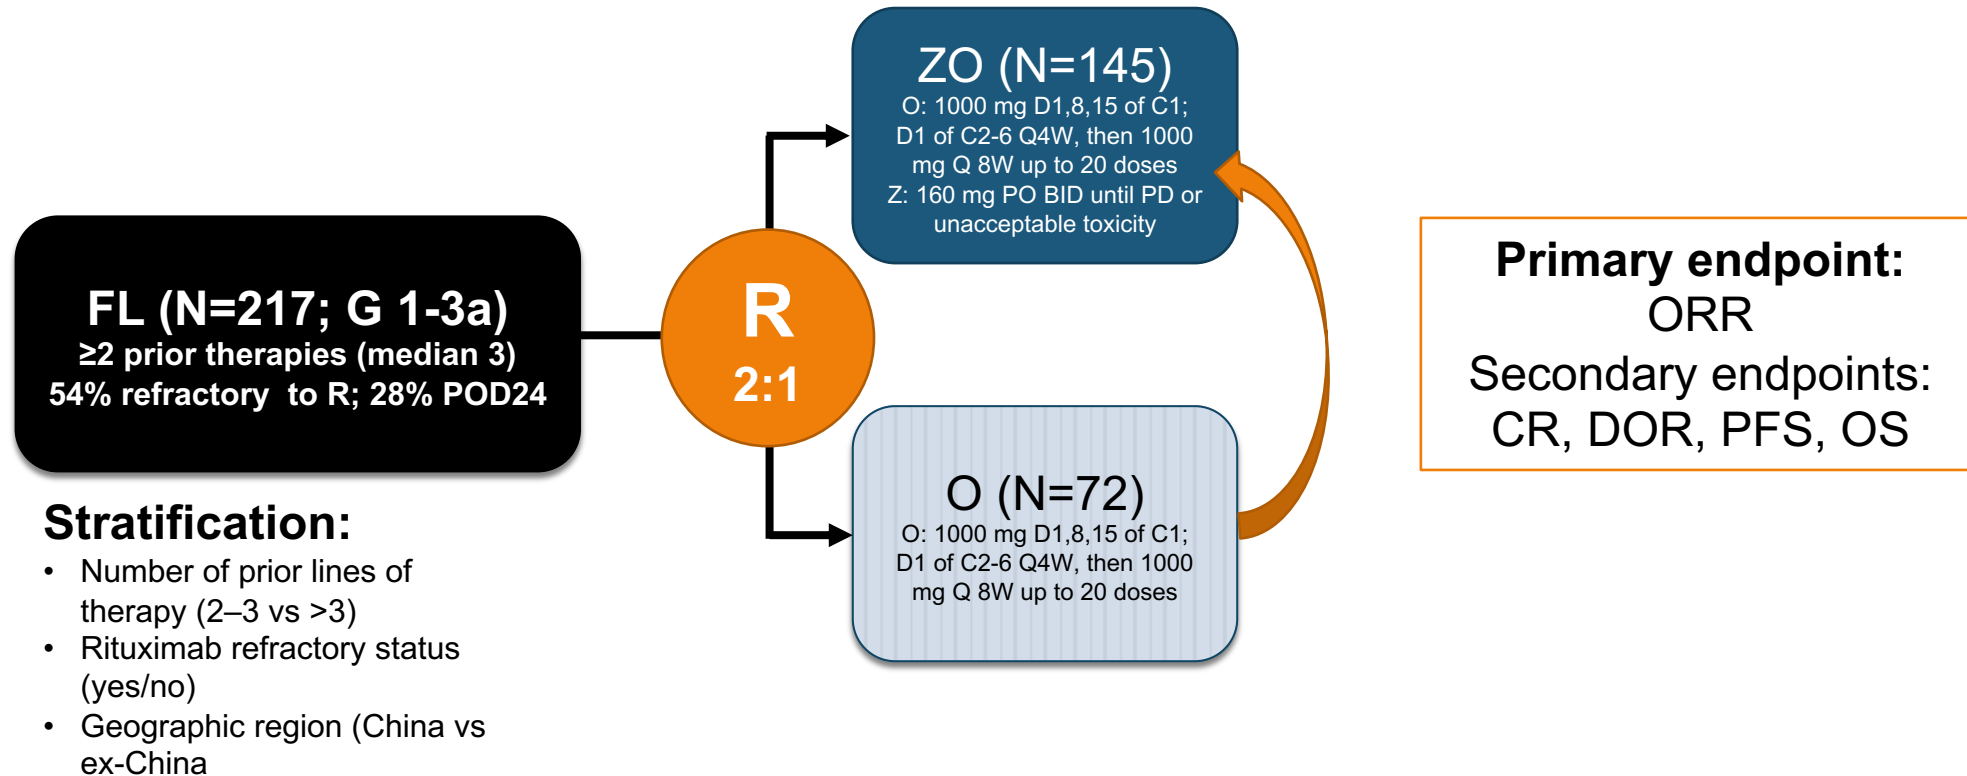 FL (N=217; G 1-3a)
≥2 prior therapies (median 3)
54% refractory  to R; 28% POD24
Stratification:
• Number of prior lines of
therapy (2–3 vs >3)
• Rituximab refractory status
(yes/no)
• Geographic region (China vs
ex-China
R
2:1
ZO (N=145)
O: 1000 mg D1,8,15 of C1;
D1 of C2-6 Q4W, then 1000
mg Q 8W up to 20 doses
Z: 160 mg PO BID until PD or
unacceptable toxicity
O (N=72)
O: 1000 mg D1,8,15 of C1;
D1 of C2-6 Q4W, then 1000
mg Q 8W up to 20 doses
Primary endpoint:
ORR
Secondary endpoints:
CR, DOR, PFS, OS